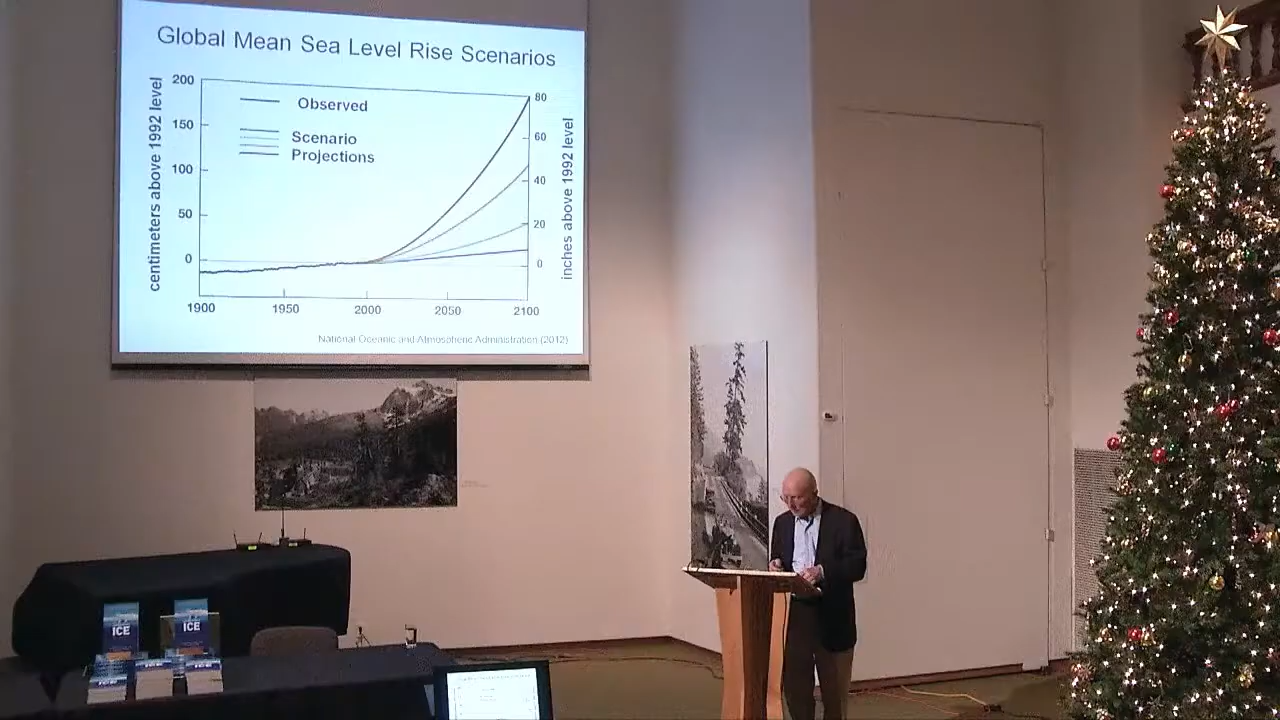 Global Mean Sea Level Rise Scenarios
centimeters above 1992 level
200
150
100
50
0
Observed
Scenario
Projections
80
60
40
20
0
inches above 1992 level
1900 1950 2000 2050 2100
National Oceanic and Atmospheric Administration (2012)
ICE
ICE